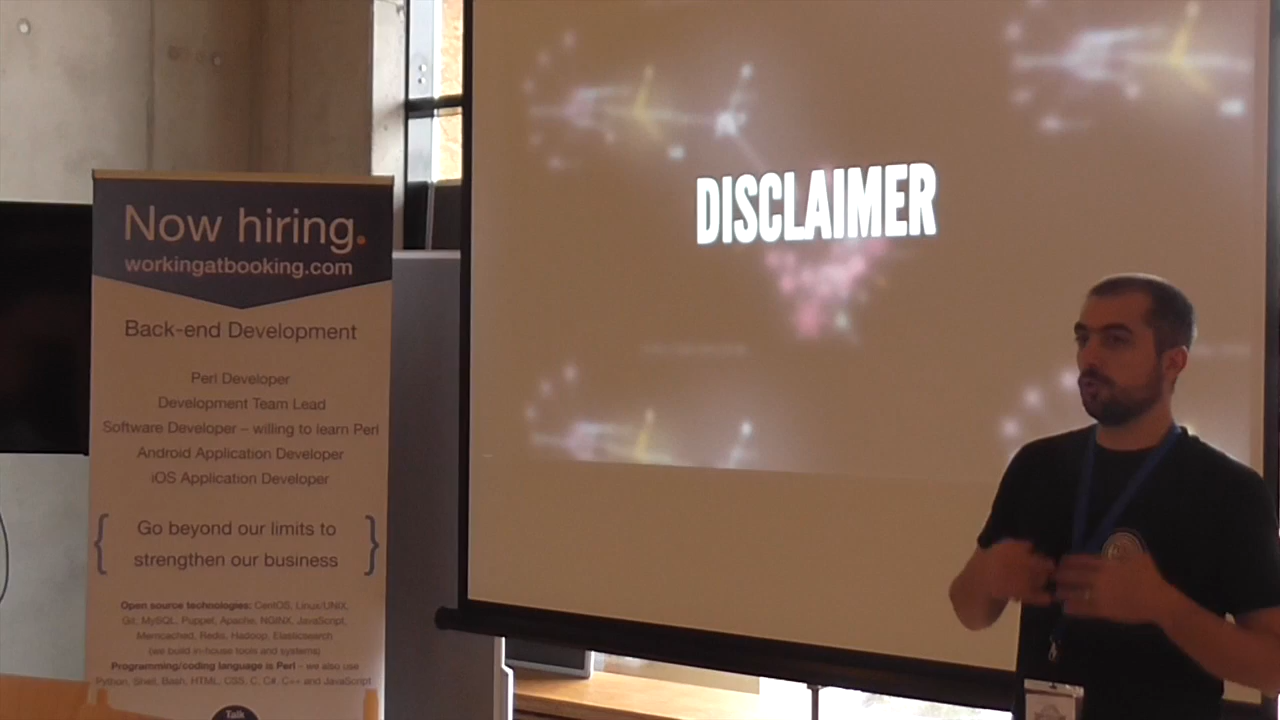 Now hiring.
workingatbooking.com
Back-end Development
Perl Developer
Development Team Lead
Software Developer – willing to learn Perl
Android Application Developer
iOS Application Developer
{ Go beyond our limits to
strengthen our business }
Open source technologies: CentOS, Linux/UNIX,
Git, MySQL, Puppet, Apache, NGINX, JavaScript,
Memcached, Redis, Hadoop, Elasticsearch
(we build in-house tools and systems)
Programming/coding language is Perl – we also use
Python, Shell, Bash, HTML, CSS, C, C#, C++ and JavaScript
Talk
DISCLAIMER